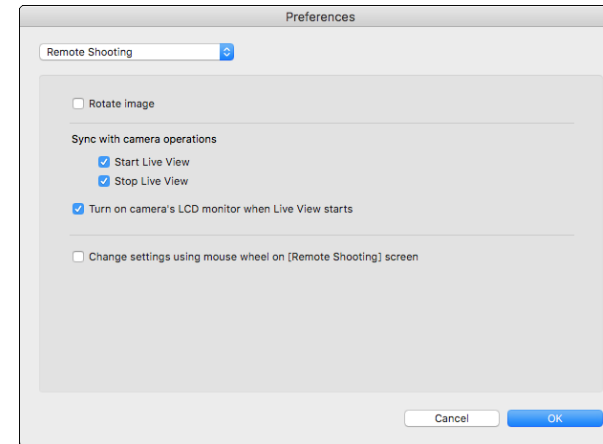 Preferences
Remote Shooting
Rotate image
Sync with camera operations
Start Live View
Stop Live View
Turn on camera's LCD monitor when Live View starts
Change settings using mouse wheel on [Remote Shooting] screen
Cancel OK